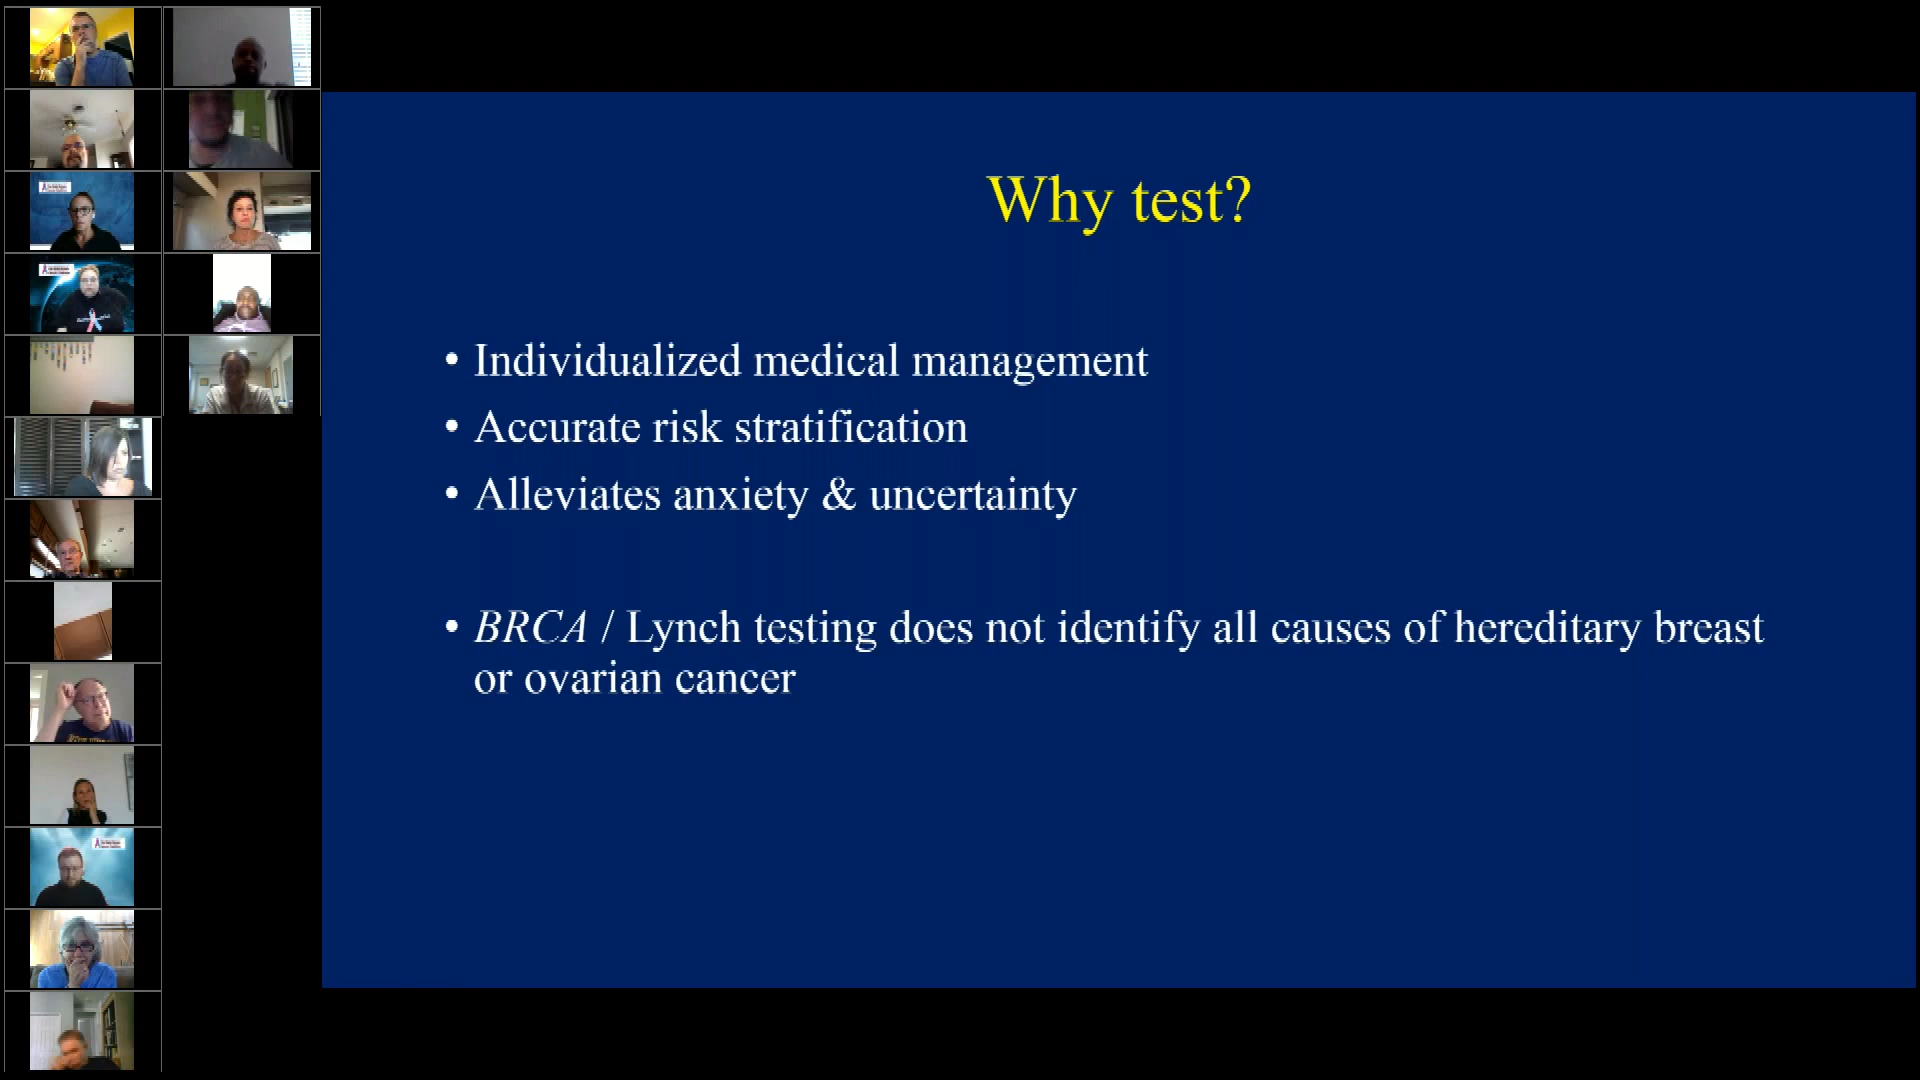 Why test?
• Individualized medical management
• Accurate risk stratification
• Alleviates anxiety & uncertainty
• BRCA / Lynch testing does not identify all causes of hereditary breast
or ovarian cancer